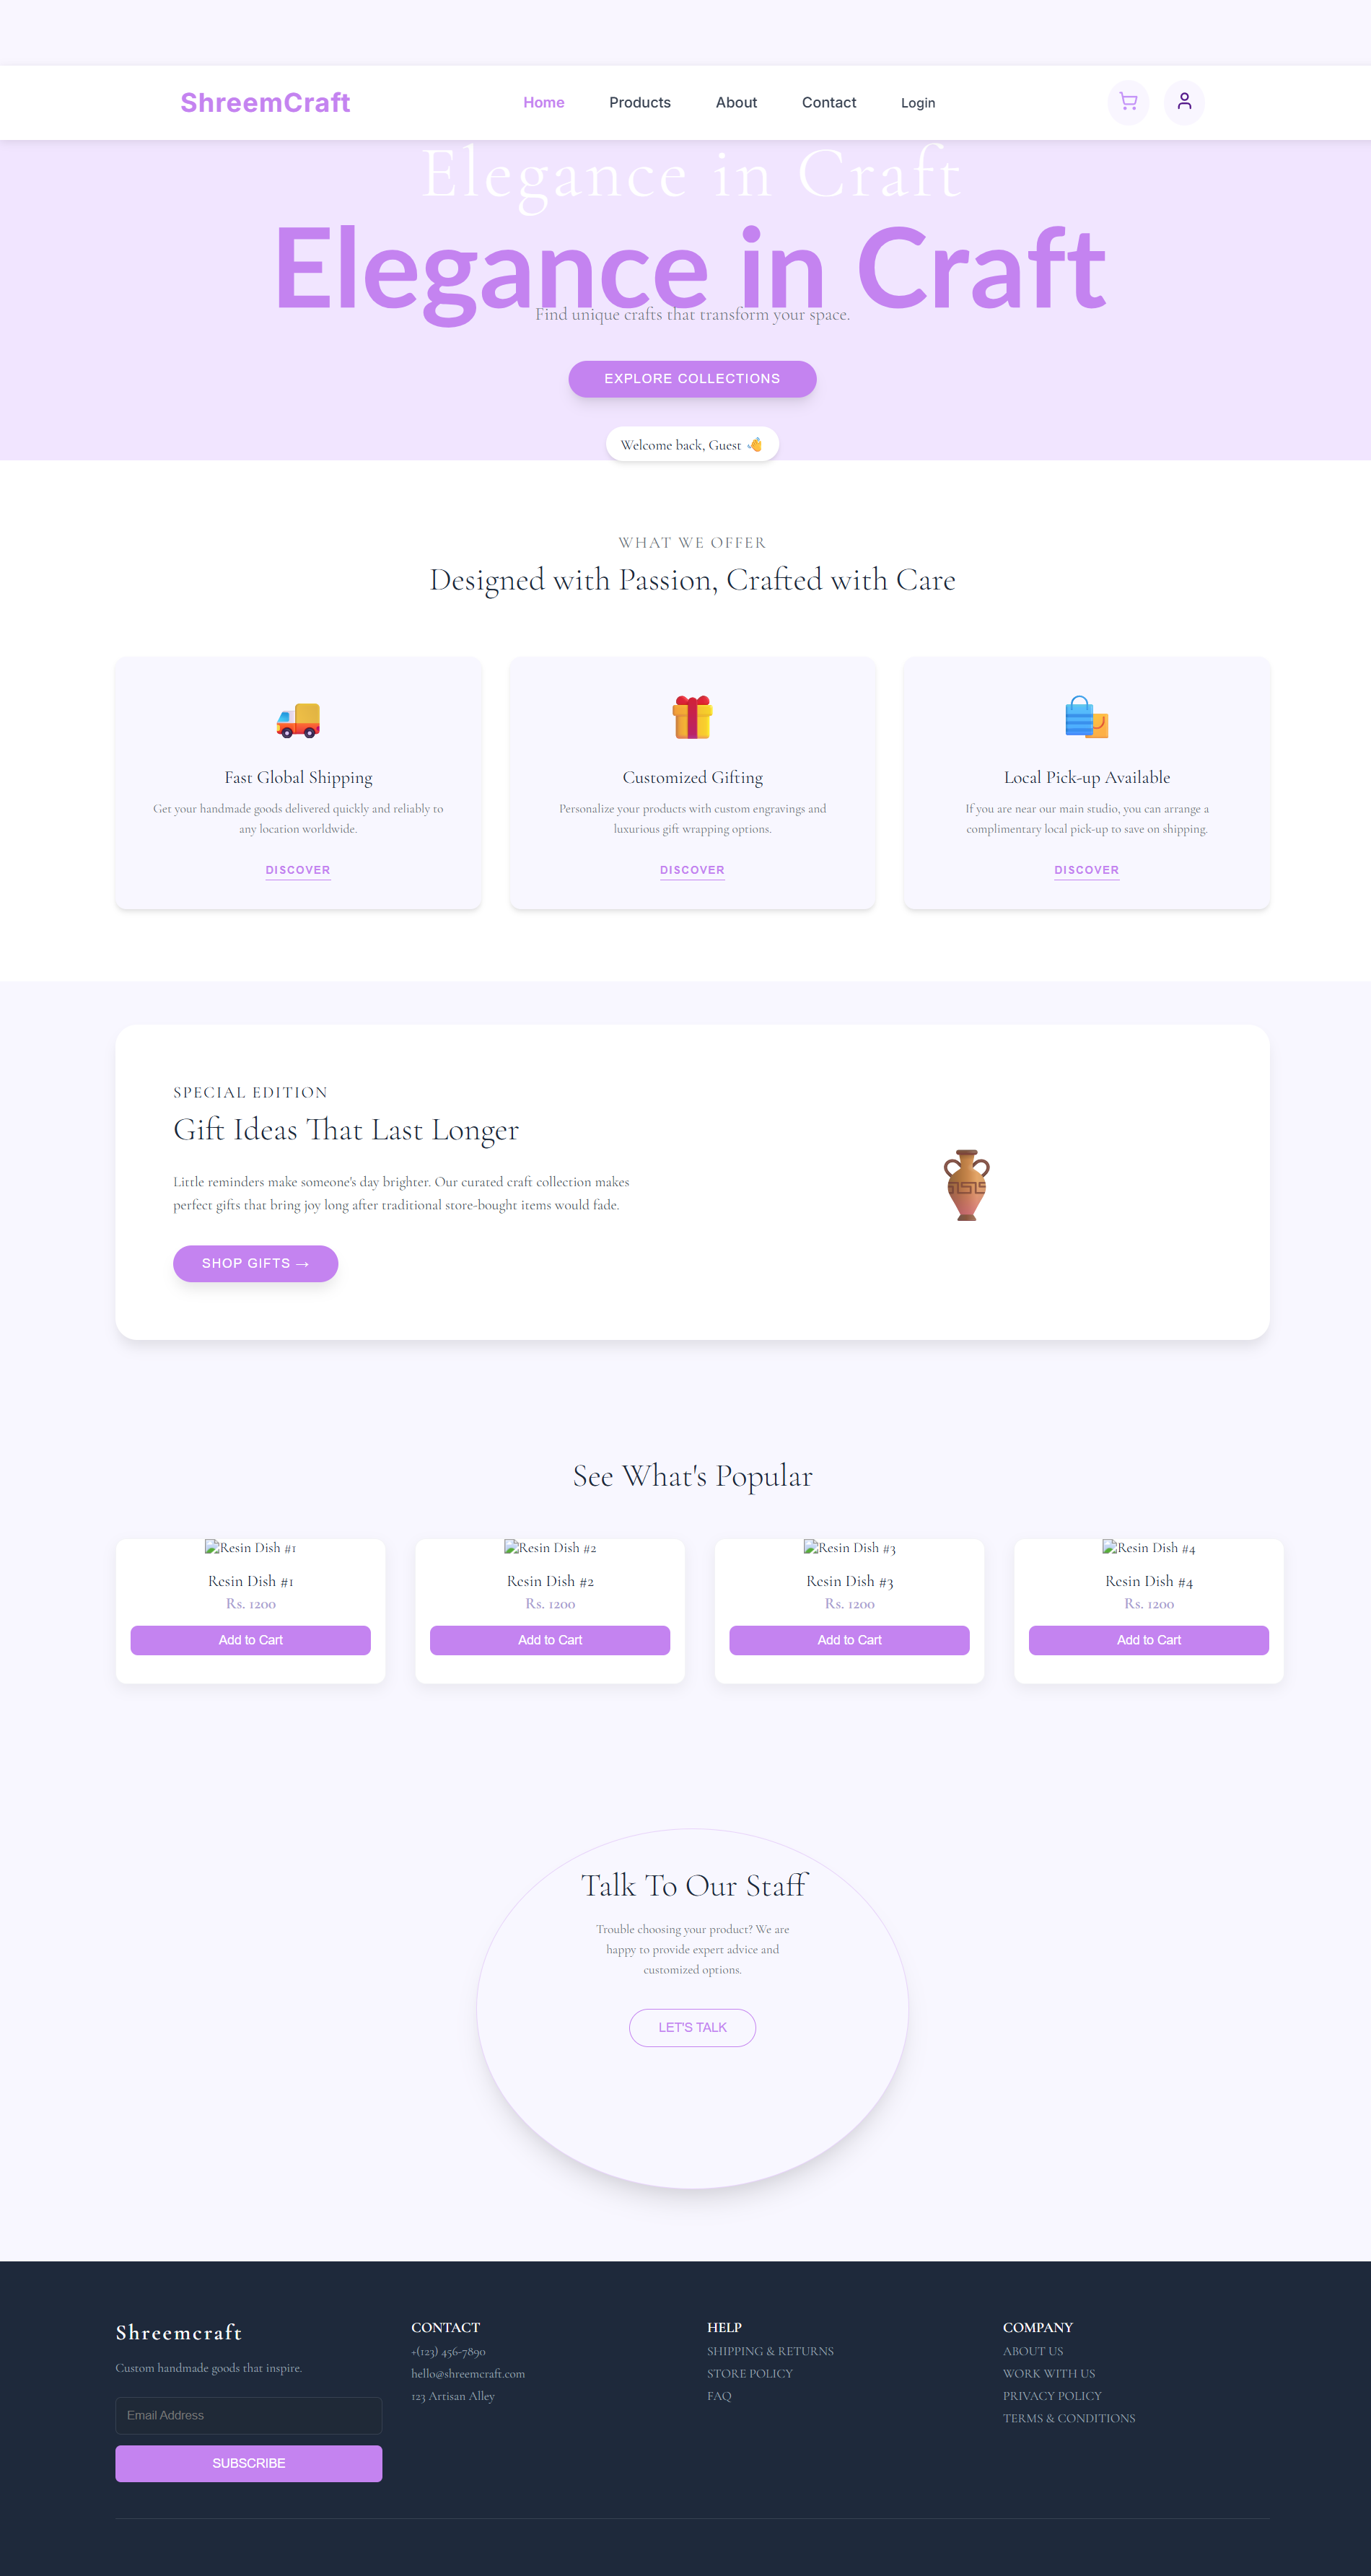 ShreemCraft
Home Products About Contact Login
Elegance in Craft
Elegance in Craft
Find unique crafts that transform your space.
EXPLORE COLLECTIONS
Welcome back, Guest 👋
WHAT WE OFFER
Designed with Passion, Crafted with Care
Fast Global Shipping
Get your handmade goods delivered quickly and reliably to
any location worldwide.
DISCOVER
Customized Gifting
Personalize your products with custom engravings and
luxurious gift wrapping options.
DISCOVER
Local Pick-up Available
If you are near our main studio, you can arrange a
complimentary local pick-up to save on shipping.
DISCOVER
SPECIAL EDITION
Gift Ideas That Last Longer
Little reminders make someone's day brighter. Our curated craft collection makes
perfect gifts that bring joy long after traditional store-bought items would fade.
SHOP GIFTS →
See What's Popular
Resin Dish #1
Resin Dish #1
Rs. 1200
Add to Cart
Resin Dish #2
Resin Dish #2
Rs. 1200
Add to Cart
Resin Dish #3
Resin Dish #3
Rs. 1200
Add to Cart
Resin Dish #4
Resin Dish #4
Rs. 1200
Add to Cart
Talk To Our Staff
Trouble choosing your product? We are
happy to provide expert advice and
customized options.
LET'S TALK
Shreemcraft
Custom handmade goods that inspire.
Email Address
SUBSCRIBE
CONTACT
+(123) 456-7890
hello@shreemcraft.com
123 Artisan Alley
HELP
SHIPPING & RETURNS
STORE POLICY
FAQ
COMPANY
ABOUT US
WORK WITH US
PRIVACY POLICY
TERMS & CONDITIONS